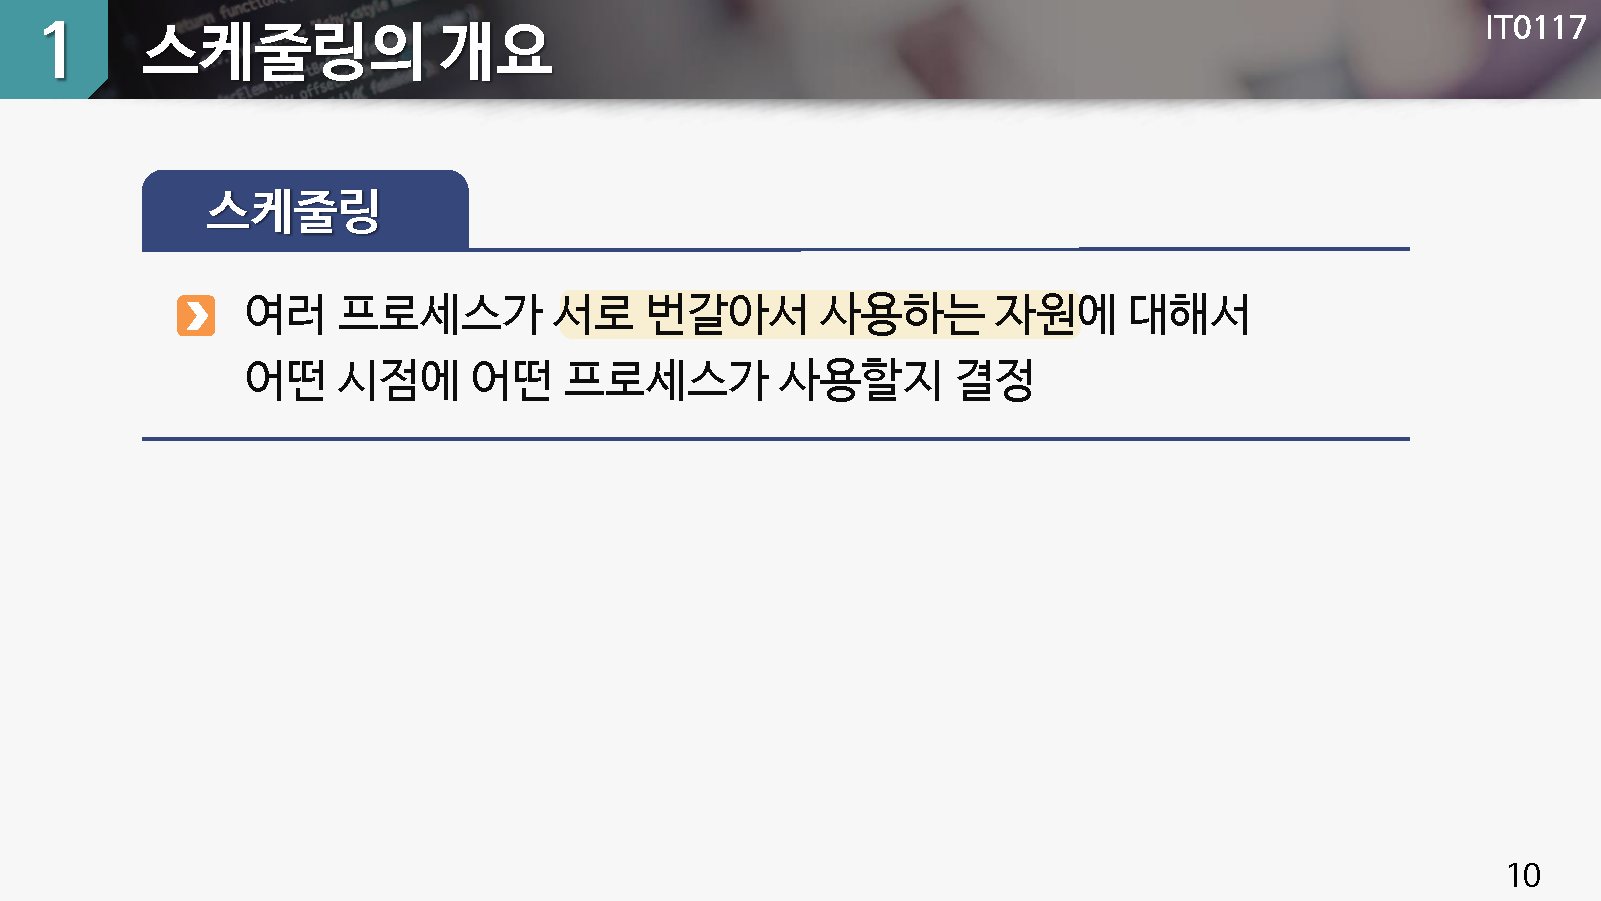 1 스케줄링의 개요
IT0117
스케줄링
여러 프로세스가 서로 번갈아서 사용하는 자원에 대해서
어떤 시점에 어떤 프로세스가 사용할지 결정
10